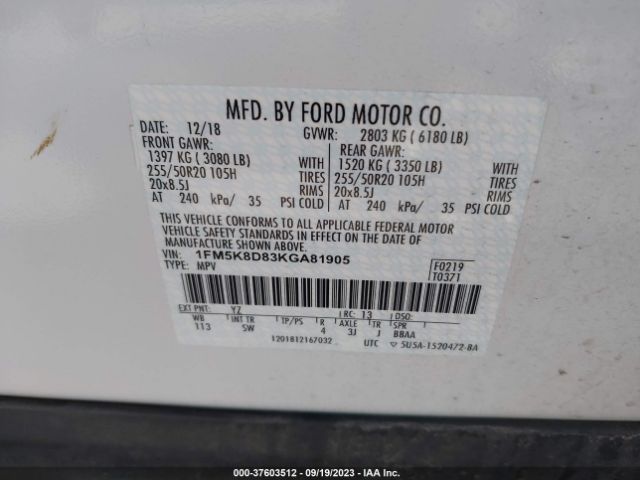 MFD. BY FORD MOTOR CO.
DATE: 12/18 GVWR: 2803 KG ( 6180 LB)
FRONT GAWR: REAR GAWR:
1397 KG ( 3080 LB) WITH 1520 KG ( 3350 LB) WITH
255/50R20 105H TIRES 255/50R20 105H TIRES
20x8.5J RIMS 20x8.5J RIMS
AT 240 kPa/ 35 PSI COLD AT 240 kPa/ 35 PSI COLD
THIS VEHICLE CONFORMS TO ALL APPLICABLE FEDERAL MOTOR
VEHICLE SAFETY STANDARDS IN EFFECT ON THE DATE OF
MANUFACTURE SHOWN ABOVE.
VIN: 1FM5K8D83KGA81905 F0219
TYPE: MPV T0371
EXT PNT: YZ RC: 13 DSO:
WB INT TR TP/PS R AXLE TR SPR
113 SW 4 3J J BBAA
1201812167032 UTC ▽ 5U5A-1520472-BA
000-37603512 - 09/19/2023 - IAA Inc.